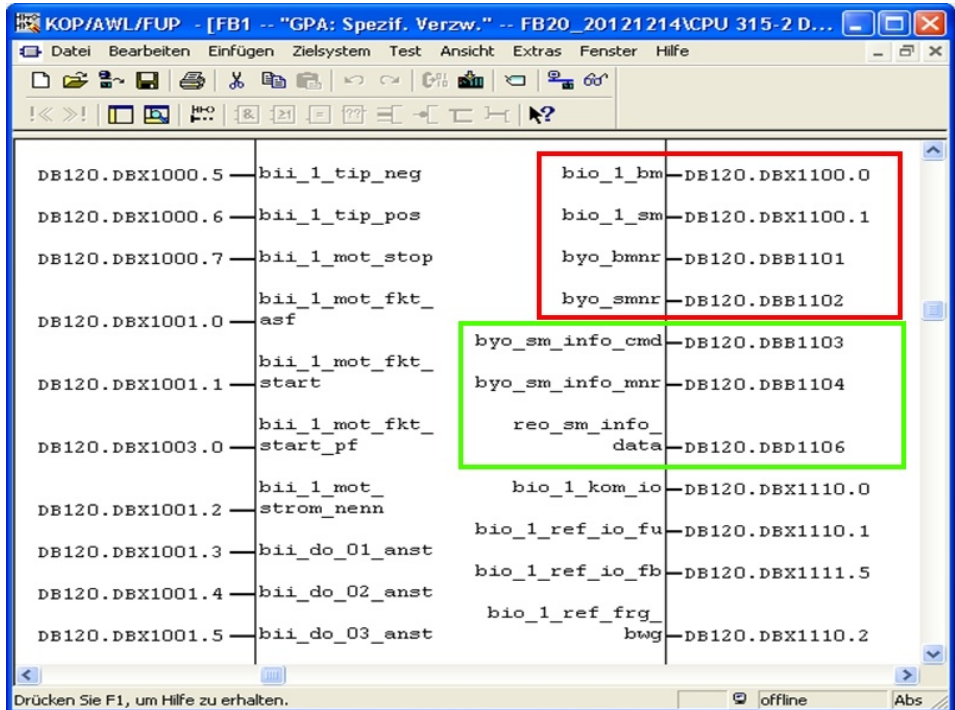 KOP/AWL/FUP - [FB1 -- "GPA: Spezif. Verzw." -- FB20_20121214\CPU 315-2 D...
Datei Bearbeiten Einfügen Zielsystem Test Ansicht Extras Fenster Hilfe
DB120.DBX1000.5 bii_1_tip_neg
DB120.DBX1000.6 bii_1_tip_pos
DB120.DBX1000.7 bii_1_mot_stop
bii_1_mot_fkt_
DB120.DBX1001.0 asf
bii_1_mot_fkt_
DB120.DBX1001.1 start
bii_1_mot_fkt_
DB120.DBX1003.0 start_pf
bii_1_mot_
DB120.DBX1001.2 strom_nenn
DB120.DBX1001.3 bii_do_01_anst
DB120.DBX1001.4 bii_do_02_anst
DB120.DBX1001.5 bii_do_03_anst
bio_1_bm DB120.DBX1100.0
bio_1_sm DB120.DBX1100.1
byo_bmnr DB120.DBB1101
byo_smnr DB120.DBB1102
byo_sm_info_cmd DB120.DBB1103
byo_sm_info_mnr DB120.DBB1104
reo_sm_info_
data DB120.DBD1106
bio_1_kom_io DB120.DBX1110.0
bio_1_ref_io_fu DB120.DBX1110.1
bio_1_ref_io_fb DB120.DBX1111.5
bio_1_ref_frg_
bwg DB120.DBX1110.2
Drücken Sie F1, um Hilfe zu erhalten. offline Abs